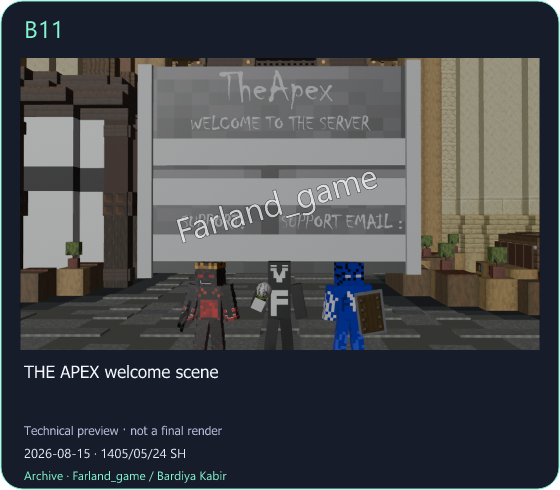 B11
TheApex
WELCOME TO THE SERVER
Farland_game
SUPPORT EMAIL :
V
F
THE APEX welcome scene
Technical preview · not a final render
2026-08-15 · 1405/05/24 SH
Archive · Farland_game / Bardiya Kabir